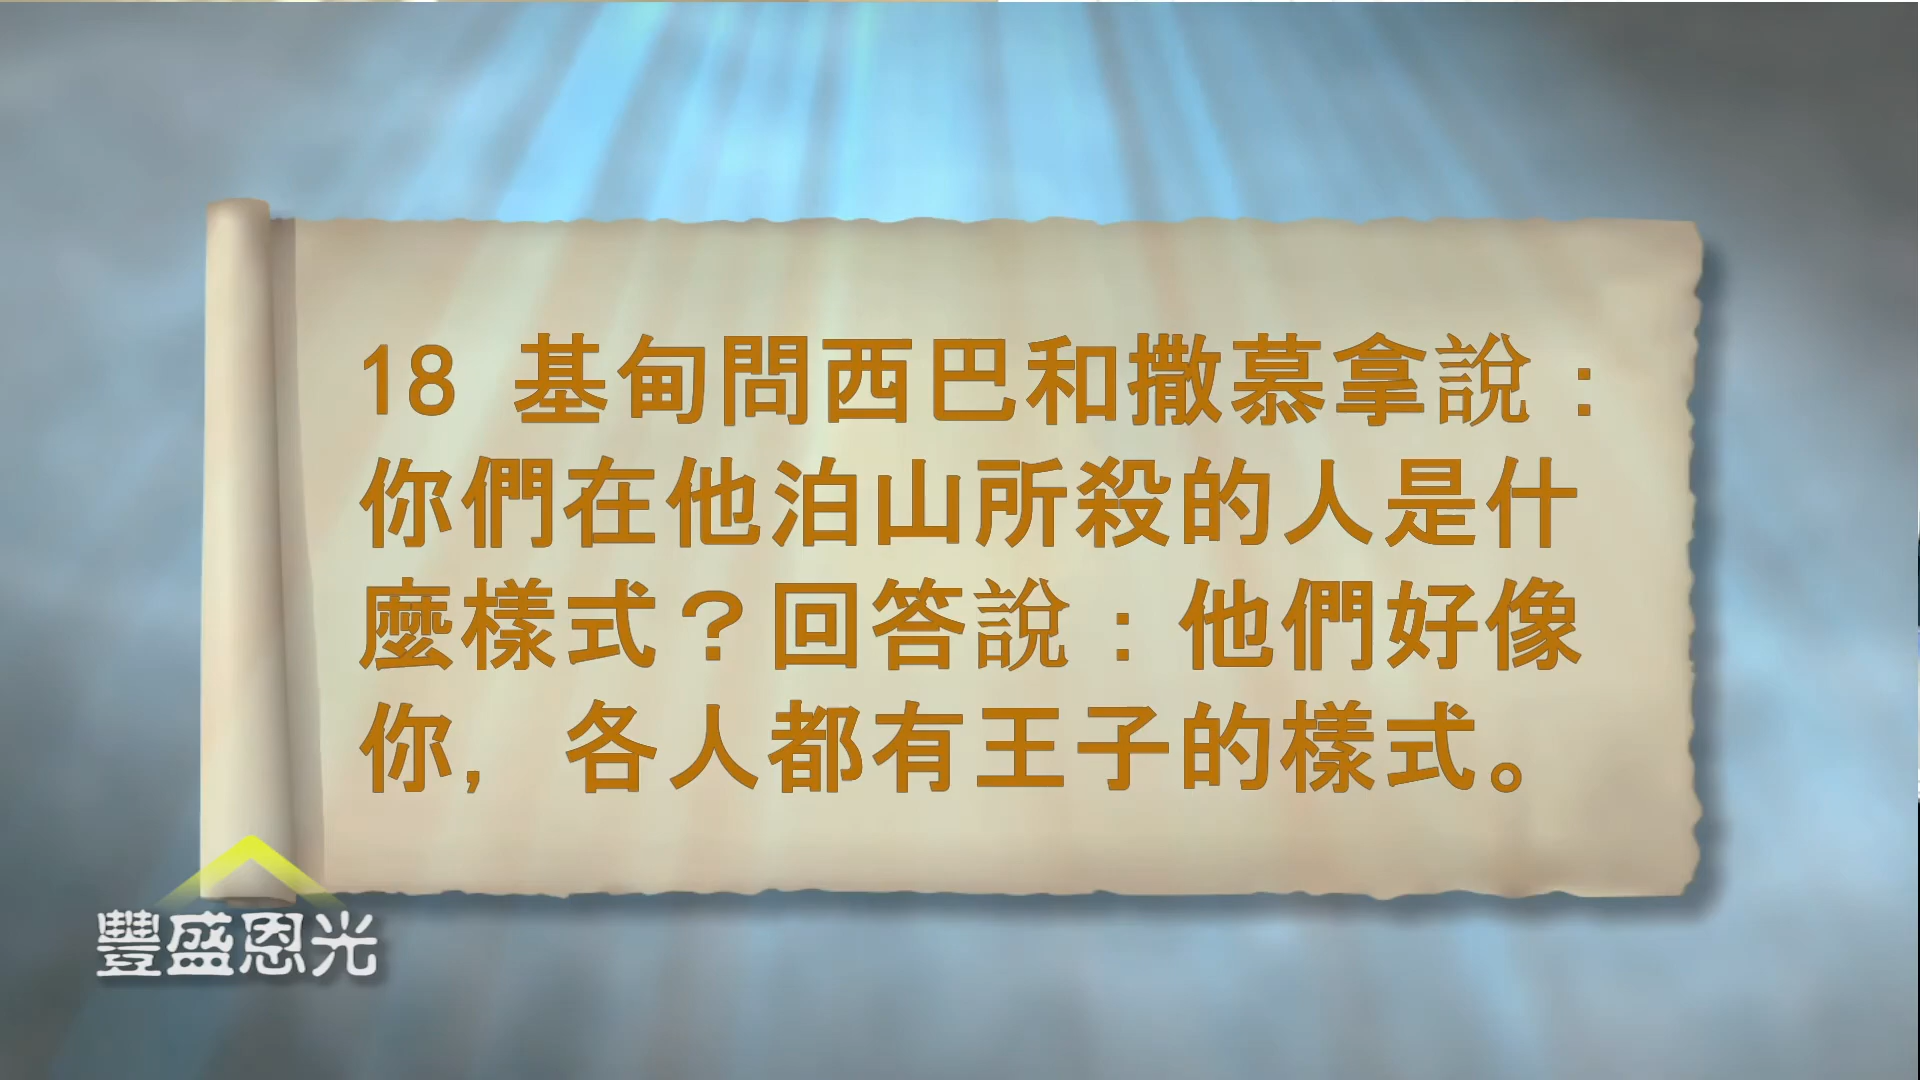 18 基甸問西巴和撒慕拿說：
你們在他泊山所殺的人是什
麼樣式？回答說：他們好像
你，各人都有王子的樣式。
豐盛恩光